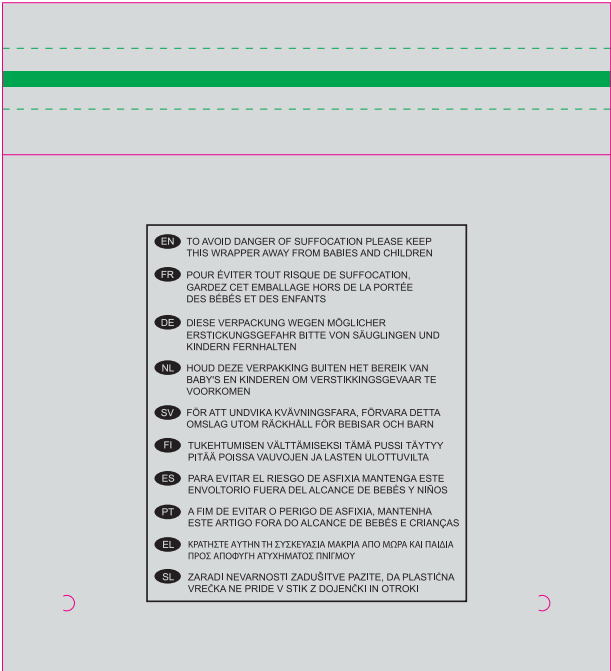 EN TO AVOID DANGER OF SUFFOCATION PLEASE KEEP
THIS WRAPPER AWAY FROM BABIES AND CHILDREN
FR POUR ÉVITER TOUT RISQUE DE SUFFOCATION,
GARDEZ CET EMBALLAGE HORS DE LA PORTÉE
DES BÉBÉS ET DES ENFANTS
DE DIESE VERPACKUNG WEGEN MÖGLICHER
ERSTICKUNGSGEFAHR BITTE VON SÄUGLINGEN UND
KINDERN FERNHALTEN
NL HOUD DEZE VERPAKKING BUITEN HET BEREIK VAN
BABY'S EN KINDEREN OM VERSTIKKINGSGEVAAR TE
VOORKOMEN
SV FÖR ATT UNDVIKA KVÄVNINGSFARA, FÖRVARA DETTA
OMSLAG UTOM RÄCKHÅLL FÖR BEBISAR OCH BARN
FI TUKEHTUMISEN VÄLTTÄMISEKSI TÄMÄ PUSSI TÄYTYY
PITÄÄ POISSA VAUVOJEN JA LASTEN ULOTTUVILTA
ES PARA EVITAR EL RIESGO DE ASFIXIA MANTENGA ESTE
ENVOLTORIO FUERA DEL ALCANCE DE BEBÉS Y NIÑOS
PT A FIM DE EVITAR O PERIGO DE ASFIXIA, MANTENHA
ESTE ARTIGO FORA DO ALCANCE DE BEBÉS E CRIANÇAS
EL ΚΡΑΤΗΣΤΕ ΑΥΤΗΝ ΤΗ ΣΥΣΚΕΥΑΣΙΑ ΜΑΚΡΙΑ ΑΠΟ ΜΩΡΑ ΚΑΙ ΠΑΙΔΙΑ
ΠΡΟΣ ΑΠΟΦΥΓΗ ΑΤΥΧΗΜΑΤΟΣ ΠΝΙΓΜΟΥ
SL ZARADI NEVARNOSTI ZADUŠITVE PAZITE, DA PLASTIČNA
VREČKA NE PRIDE V STIK Z DOJENČKI IN OTROKI